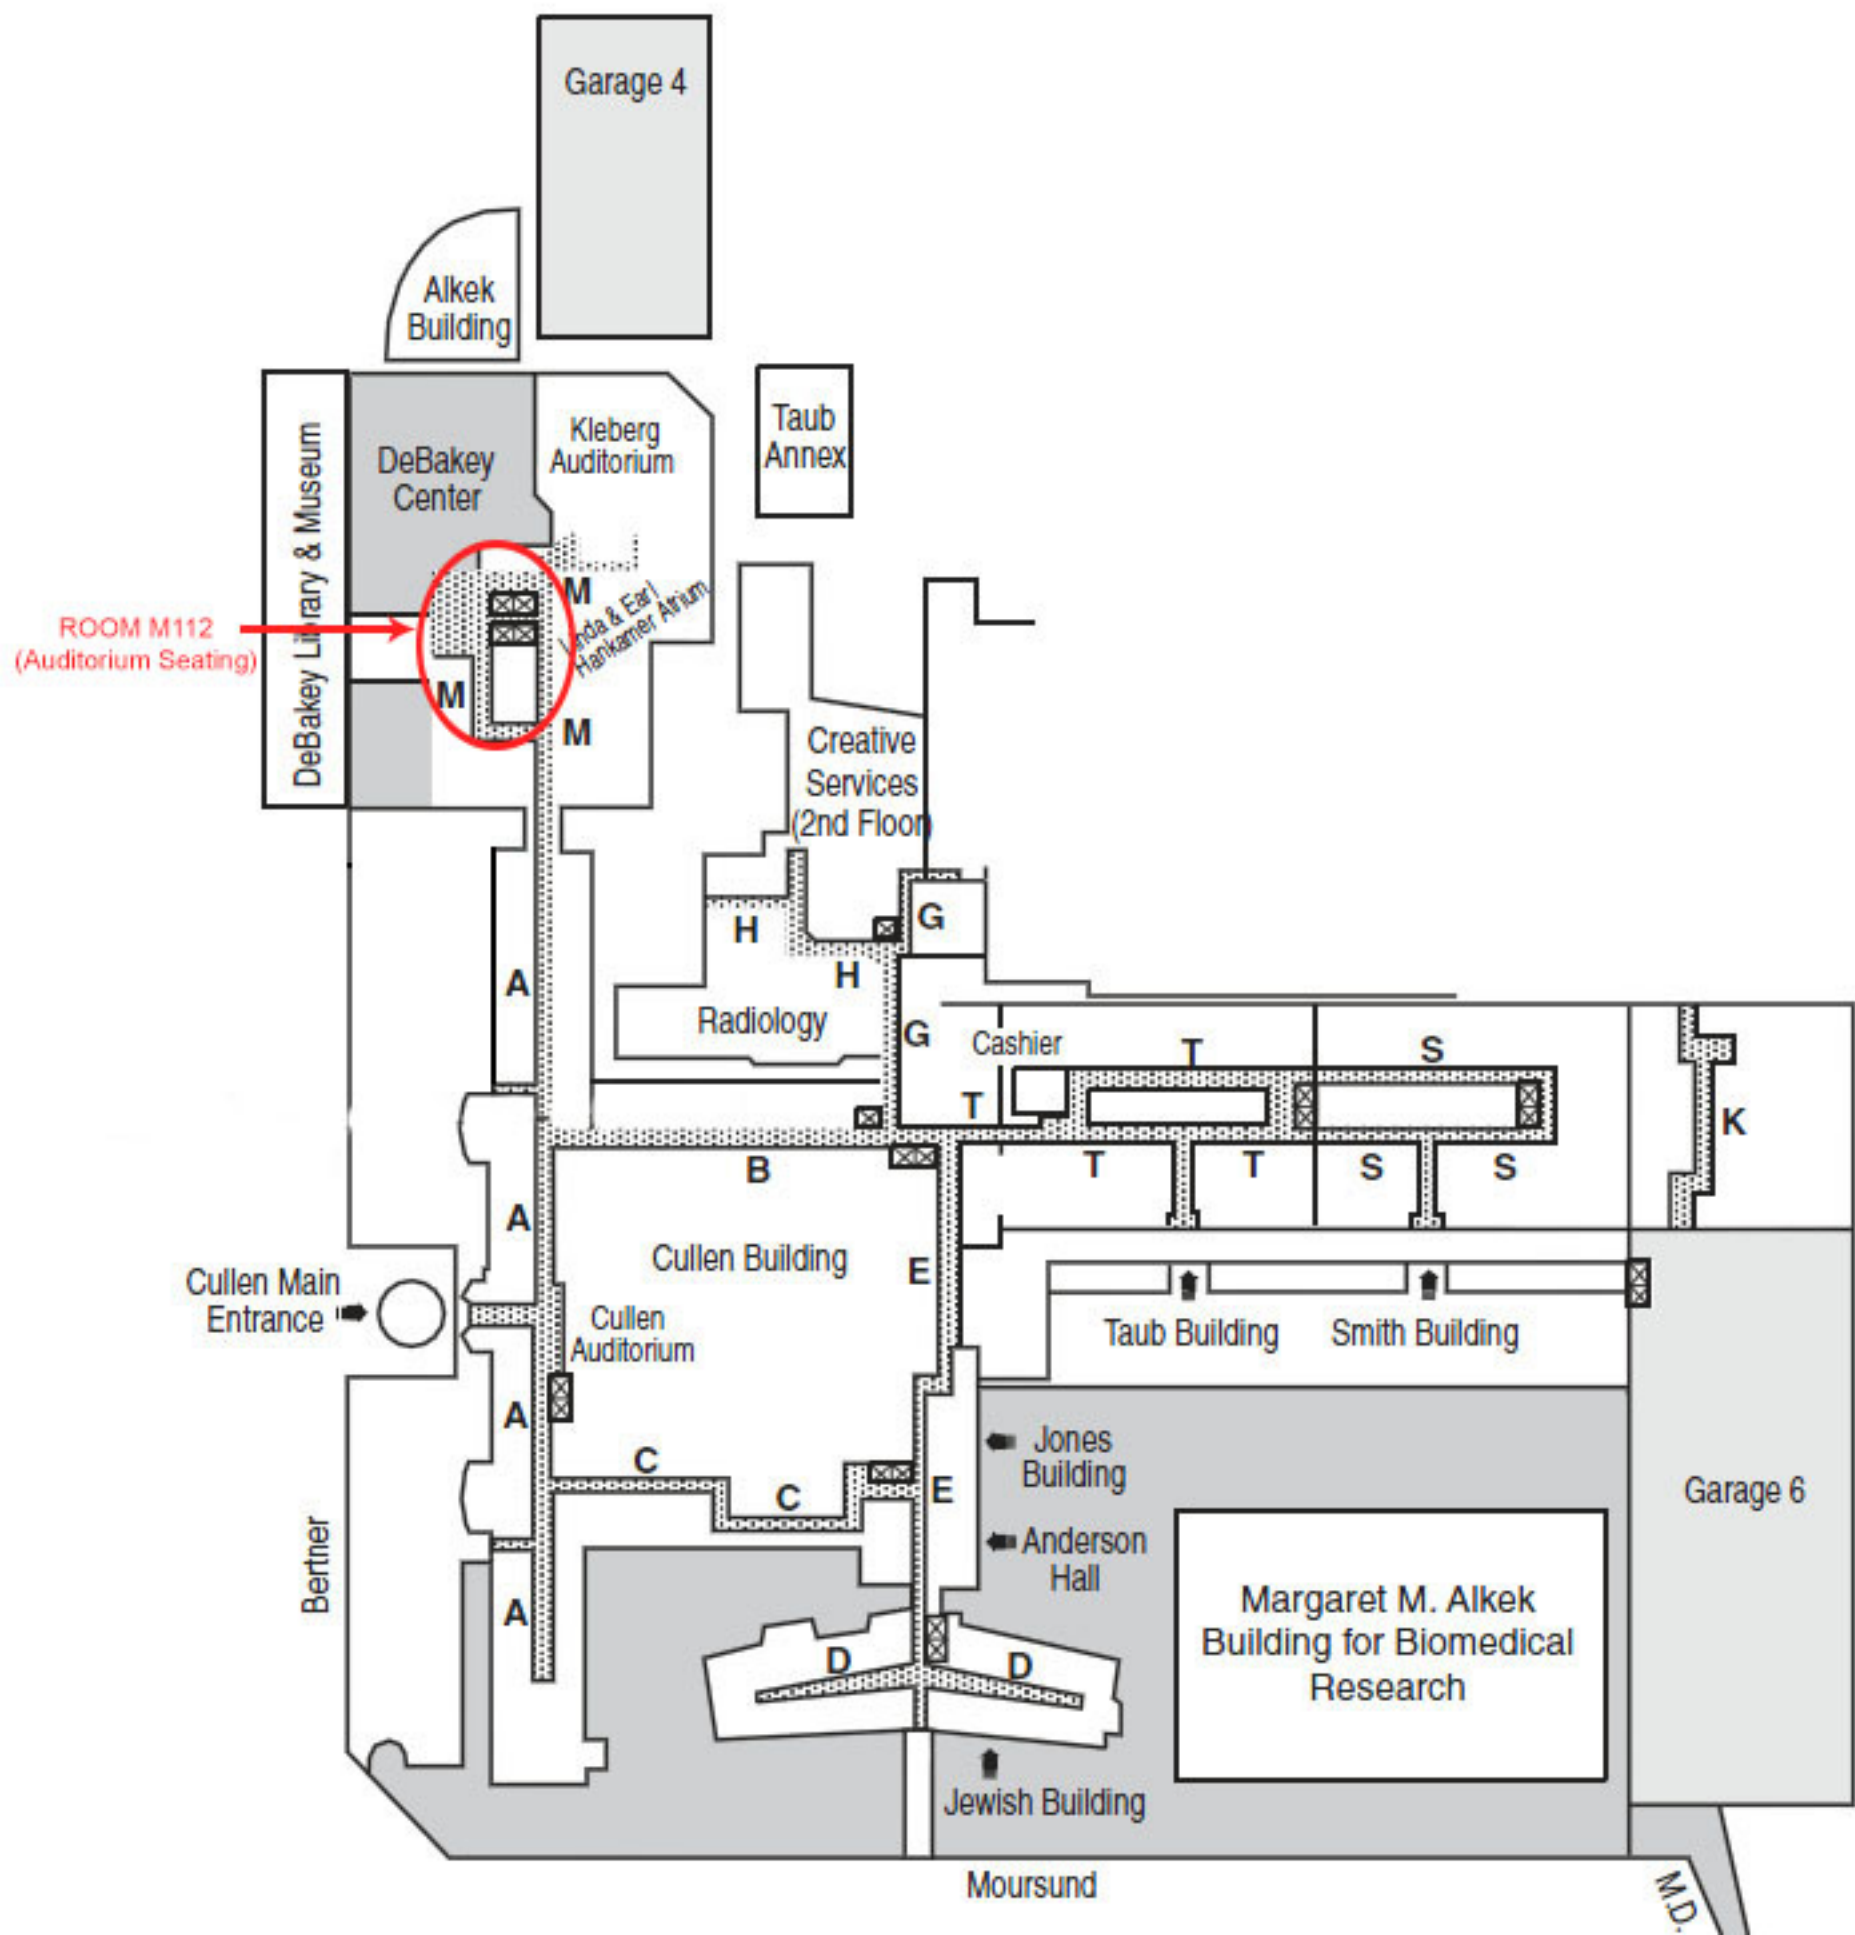 Garage 4
Alkek
Building
Taub
Annex
Kleberg
Auditorium
DeBakey
Center
DeBakey Library & Museum
ROOM M112
(Auditorium Seating)
M
Linda & Earl
Hankamer Atrium
M
M
Creative
Services
(2nd Floor)
G
H
H
A
Radiology
G
Cashier
T
S
T
K
B
T
T
S
S
A
Cullen Building
E
Cullen Main
Entrance
Cullen
Auditorium
Taub Building
Smith Building
A
C
Jones
Building
C
E
Garage 6
Bertner
Anderson
Hall
A
Margaret M. Alkek
Building for Biomedical
Research
D
D
Jewish Building
Moursund
M.D.